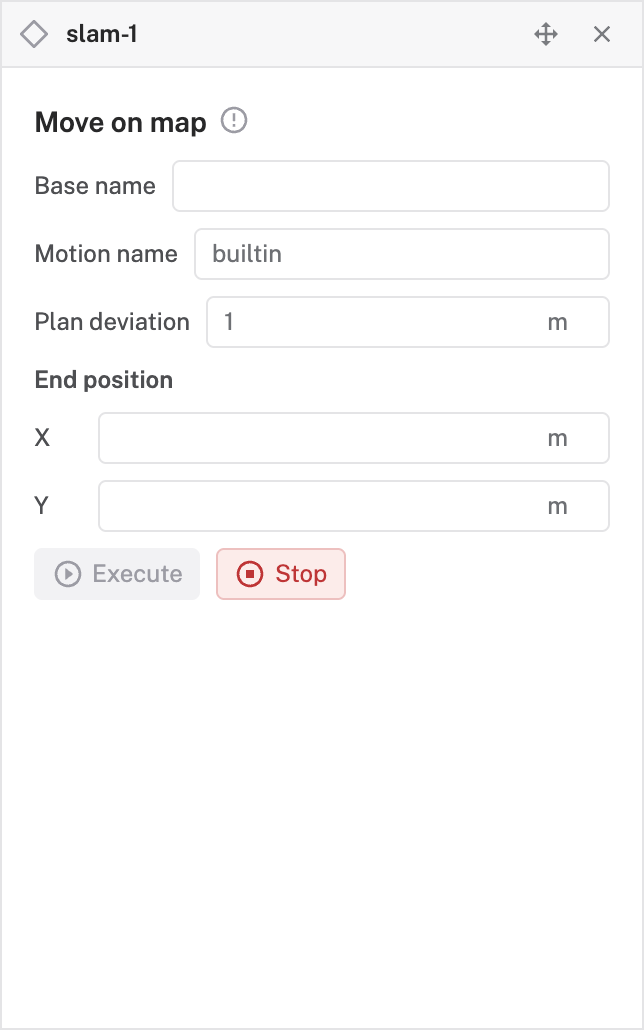 slam-1
Move on map
Base name
Motion name builtin
Plan deviation 1 m
End position
X m
Y m
Execute Stop